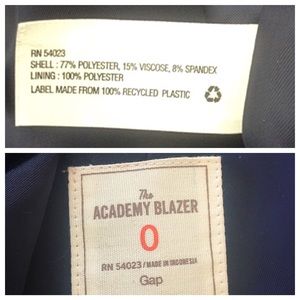 RN 54023
SHELL : 77% POLYESTER, 15% VISCOSE, 8% SPANDEX
LINING : 100% POLYESTER
LABEL MADE FROM 100% RECYCLED PLASTIC
The
ACADEMY BLAZER
0
RN 54023 / MADE IN INDONESIA
Gap